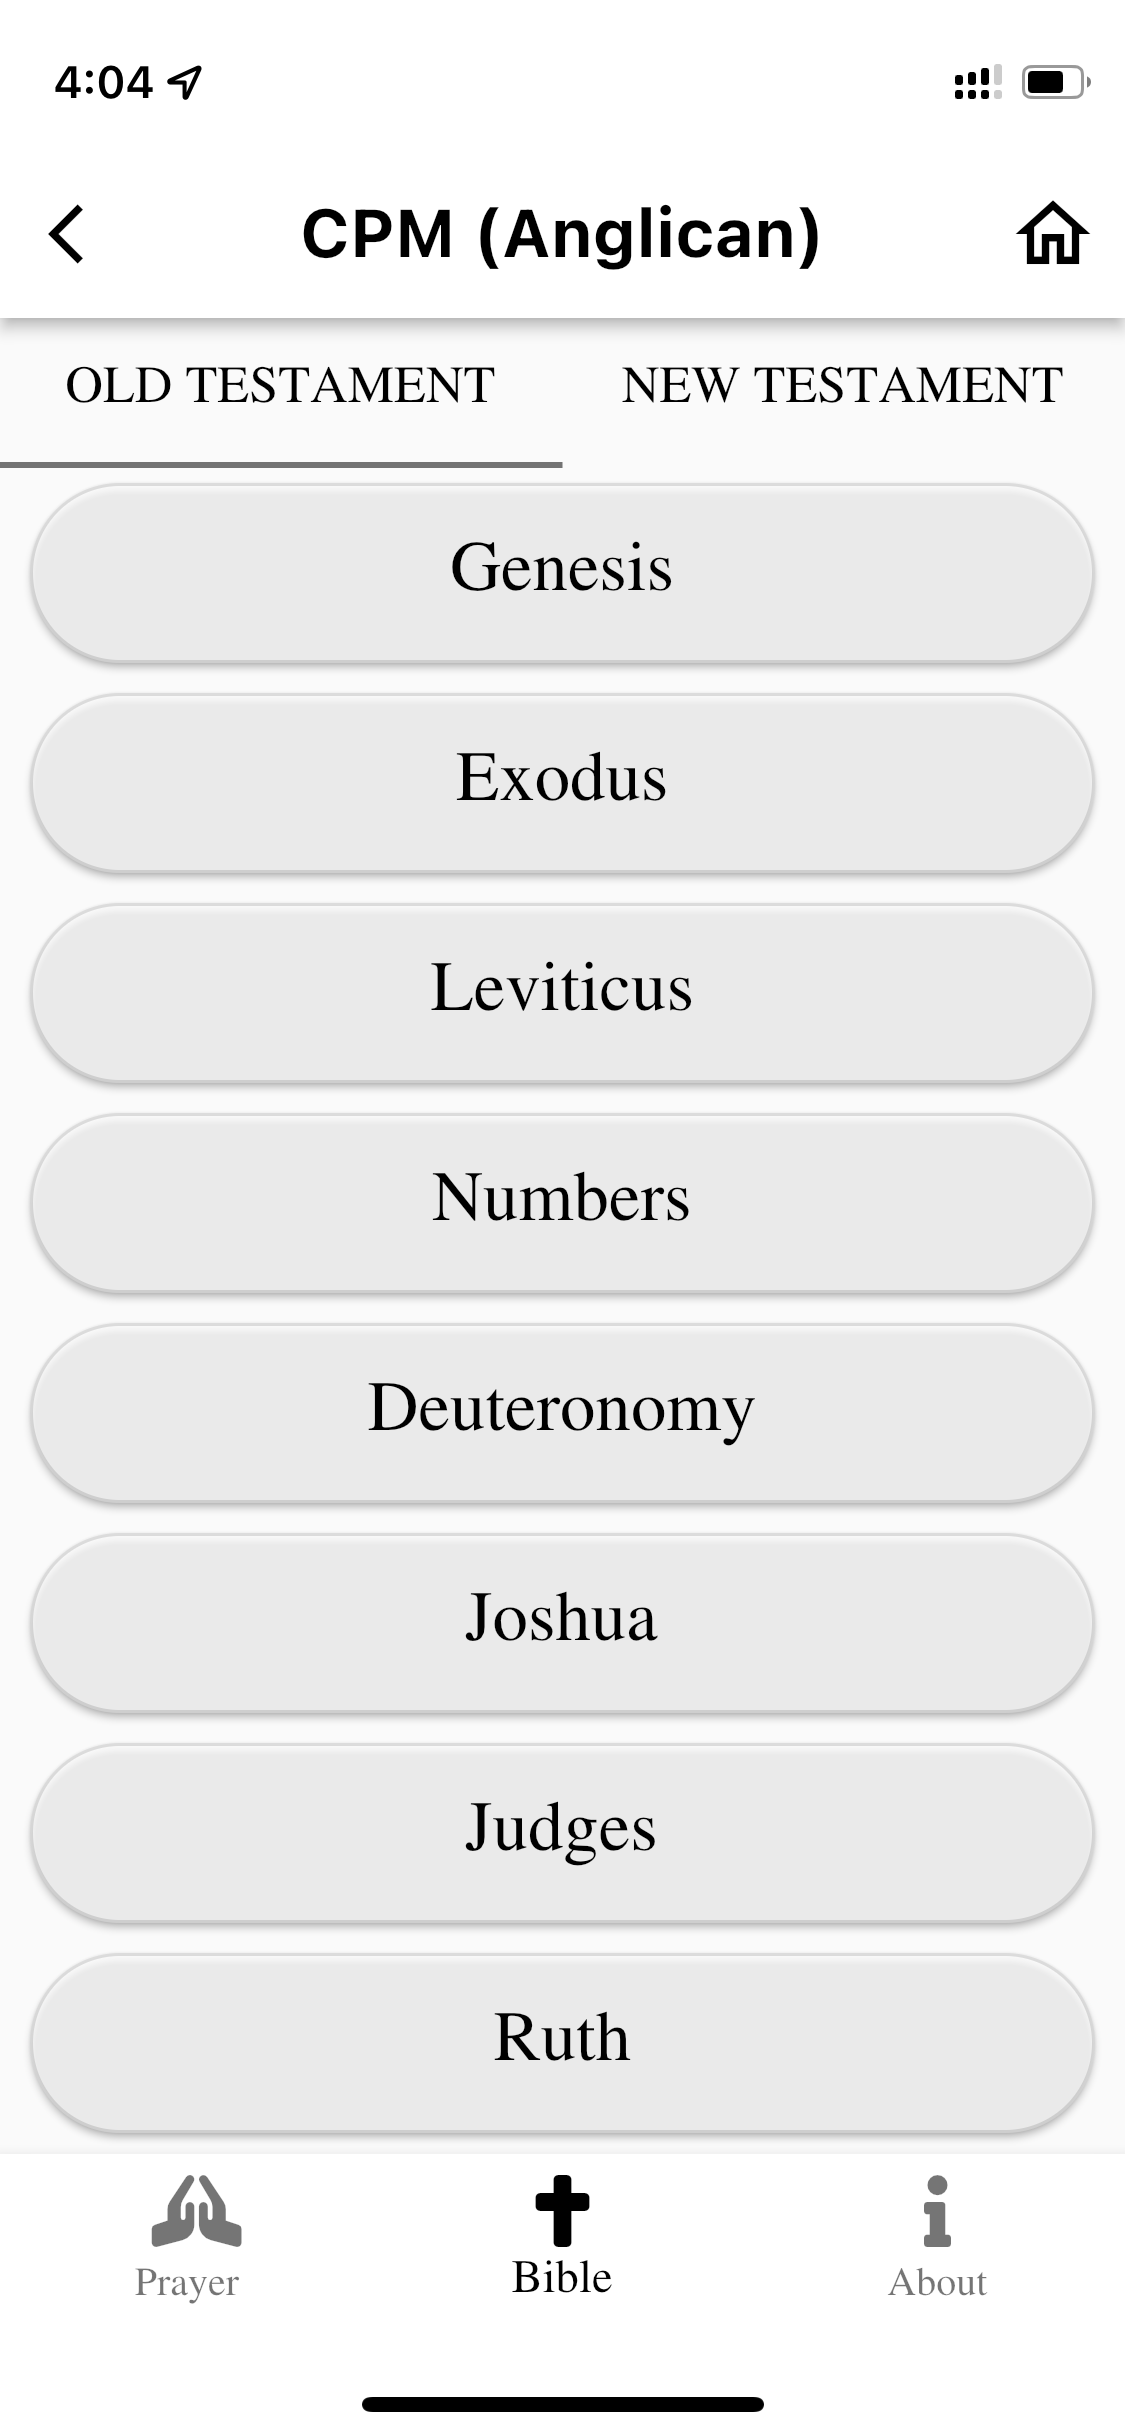 4:04
CPM (Anglican)
OLD TESTAMENT NEW TESTAMENT
Genesis
Exodus
Leviticus
Numbers
Deuteronomy
Joshua
Judges
Ruth
Prayer Bible About